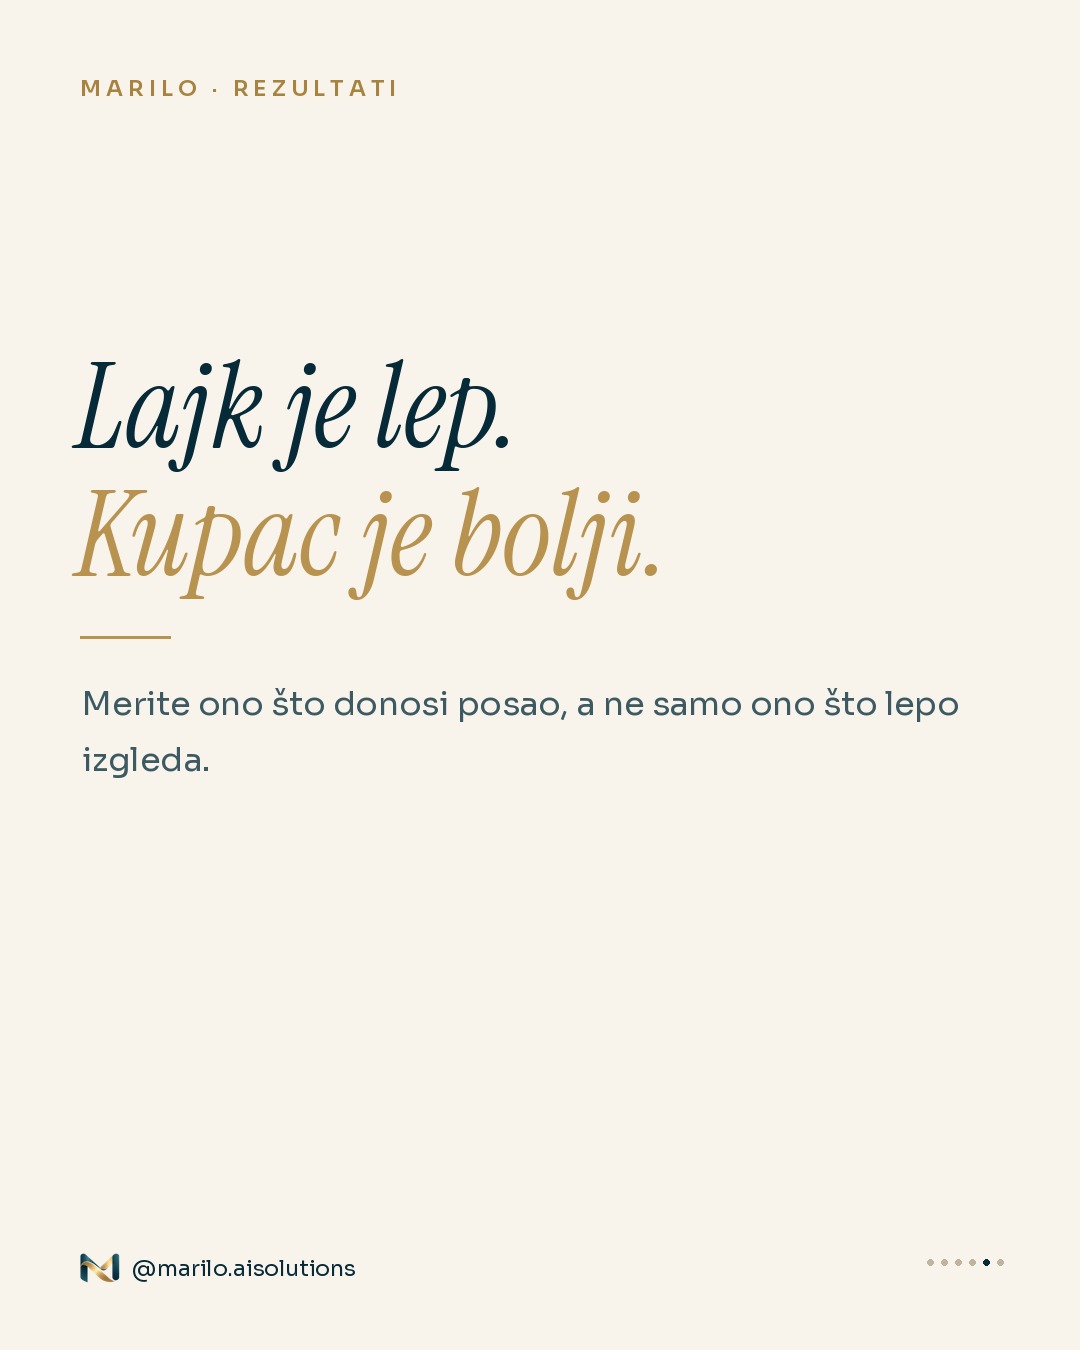 MARILO · REZULTATI
Lajk je lep.
Kupac je bolji.
Merite ono što donosi posao, a ne samo ono što lepo
izgleda.
@marilo.aisolutions